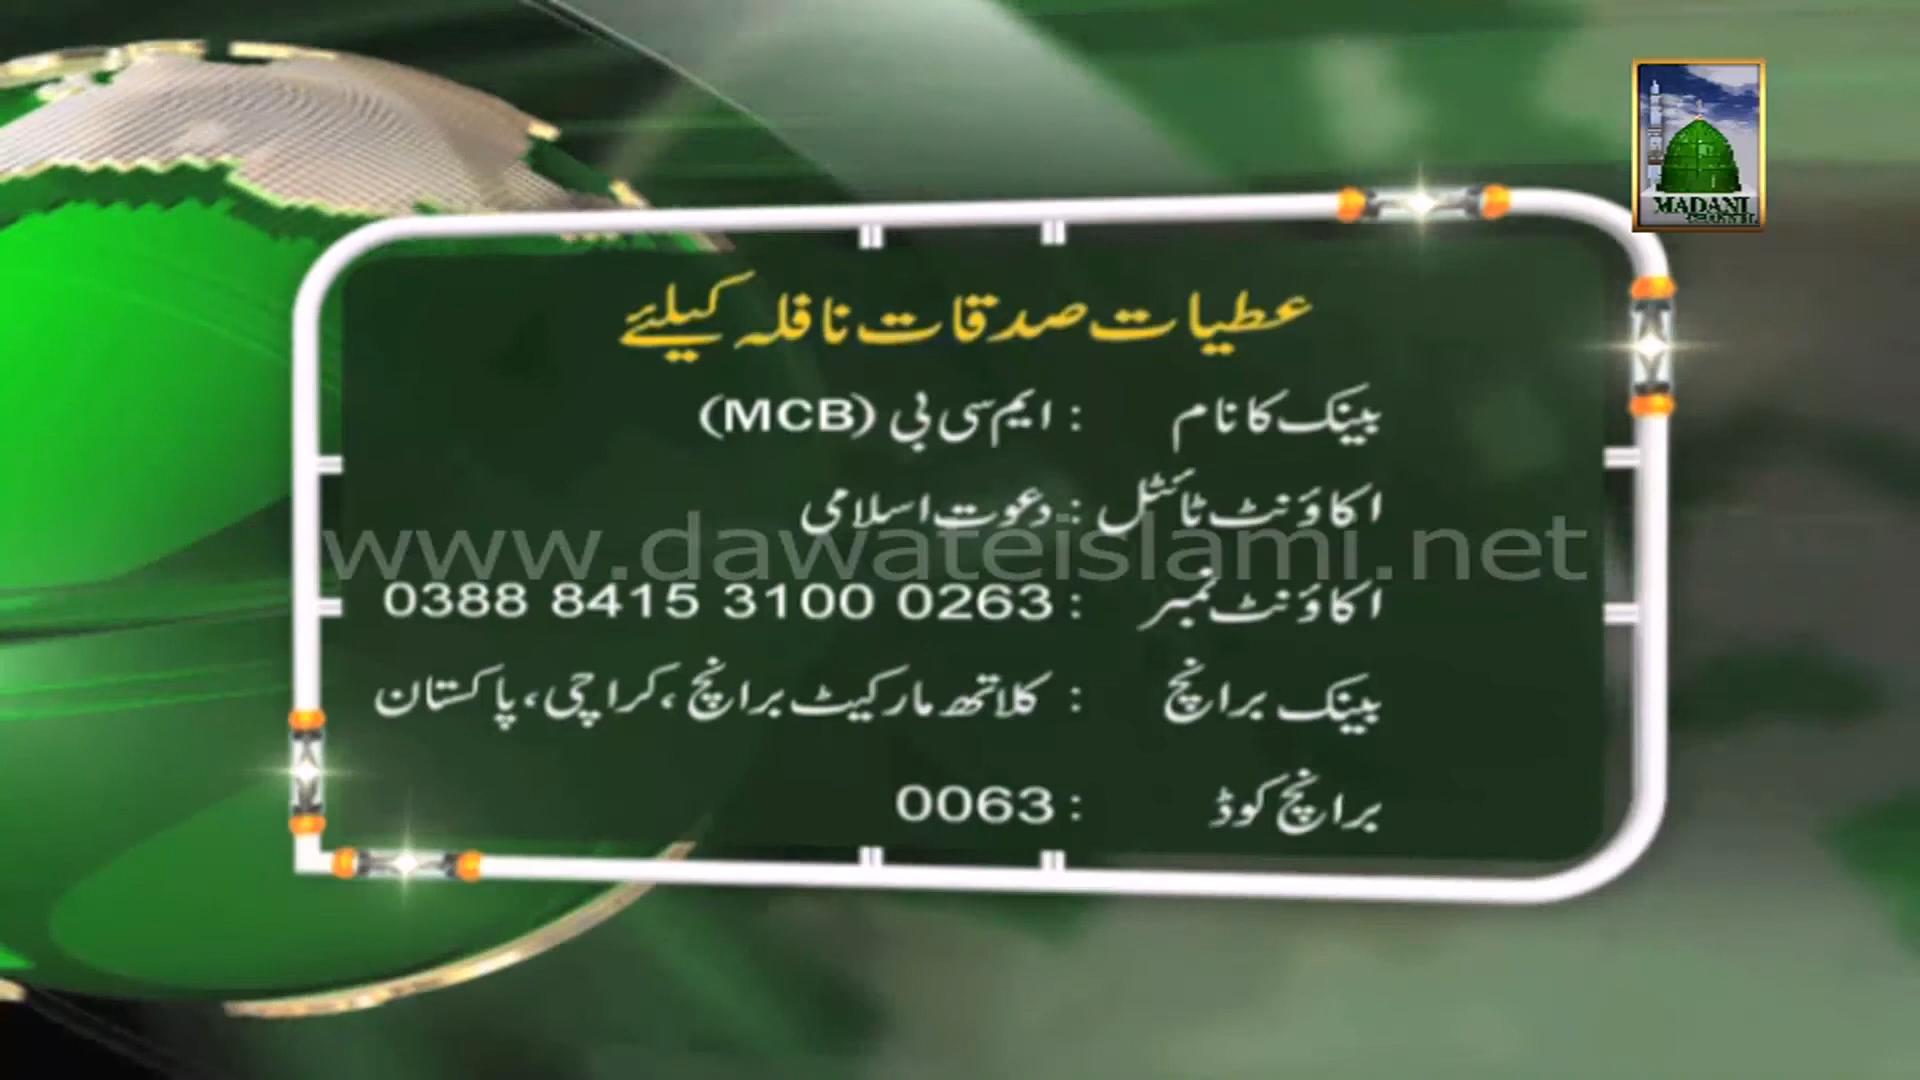 MADANI
CHANNEL
عطیات صدقات نافلہ کیلئے
بینک کا نام : ایم سی بی (MCB)
اکاؤنٹ ٹائٹل : دعوت اسلامی
www.dawateislami.net
اکاؤنٹ نمبر : 0388 8415 3100 0263
بینک برانچ : کلاتھ مارکیٹ برانچ، کراچی، پاکستان
برانچ کوڈ : 0063